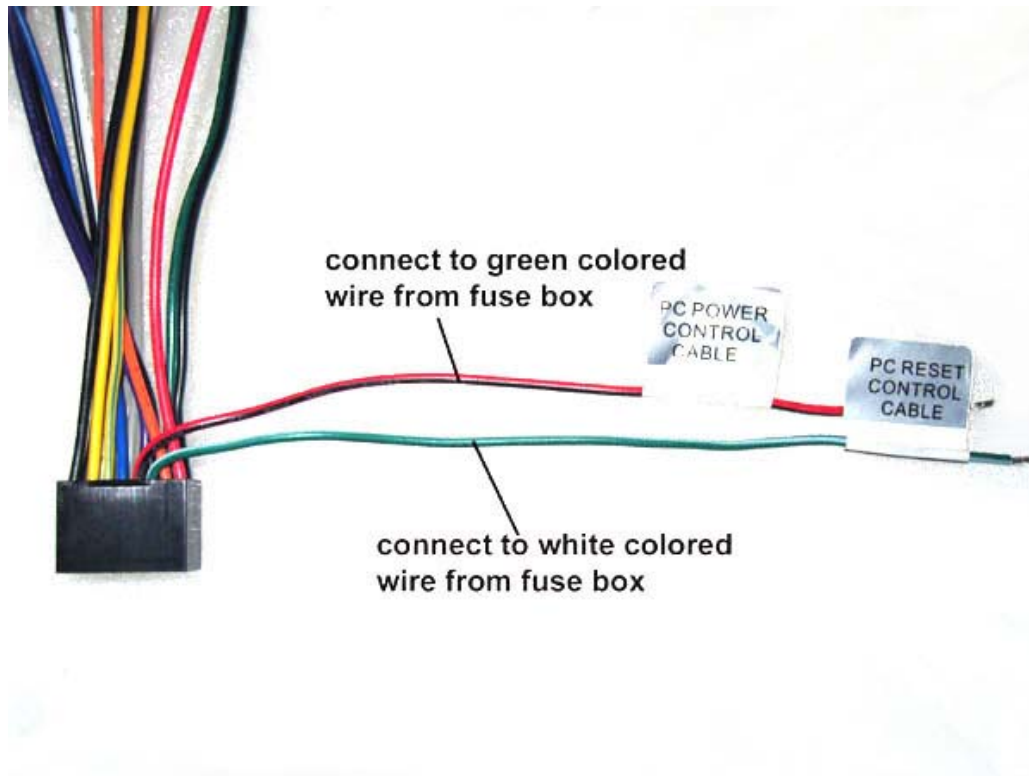 connect to green colored
wire from fuse box
PC POWER
CONTROL
CABLE
PC RESET
CONTROL
CABLE
connect to white colored
wire from fuse box